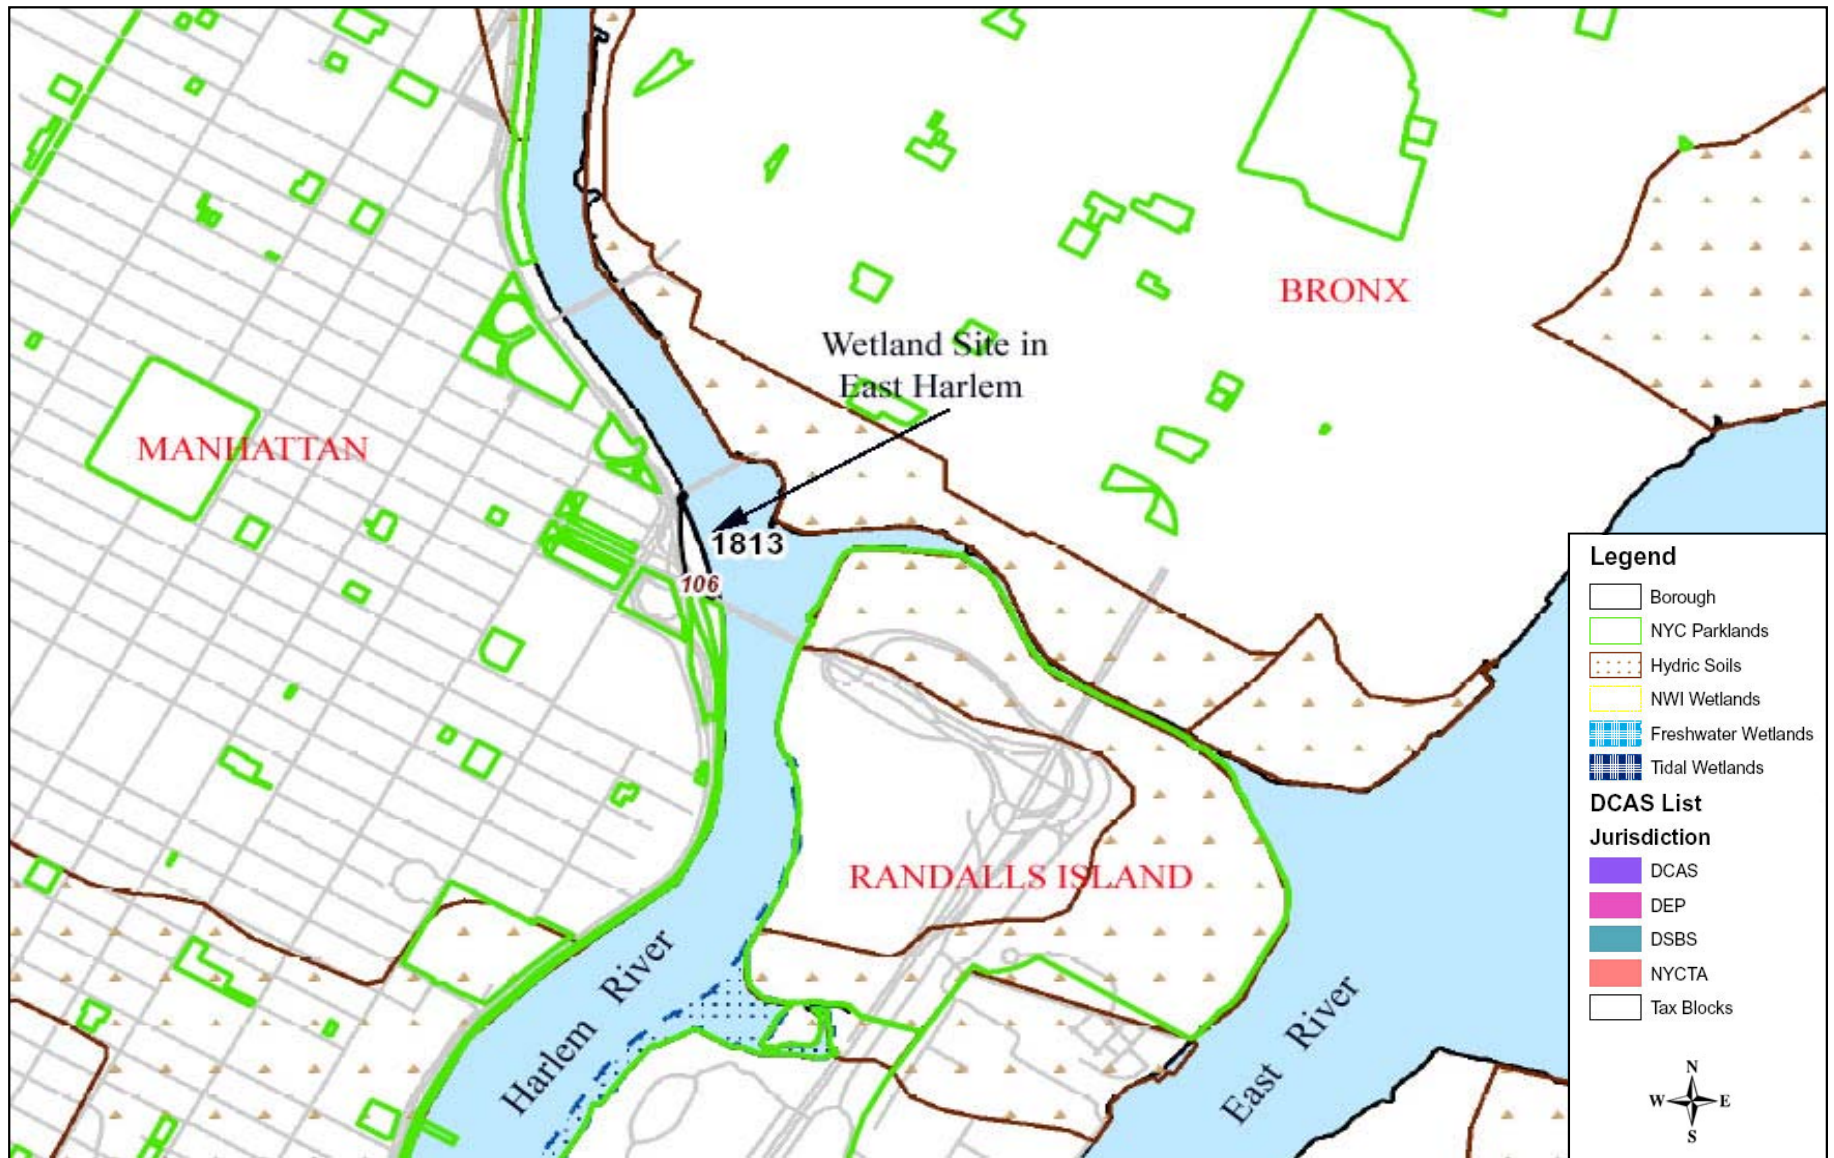 BRONX
Wetland Site in
East Harlem
MANHATTAN
1813
106
RANDALLS ISLAND
Harlem River
East River
Legend
Borough
NYC Parklands
Hydric Soils
NWI Wetlands
Freshwater Wetlands
Tidal Wetlands
DCAS List
Jurisdiction
DCAS
DEP
DSBS
NYCTA
Tax Blocks
N
W E
S